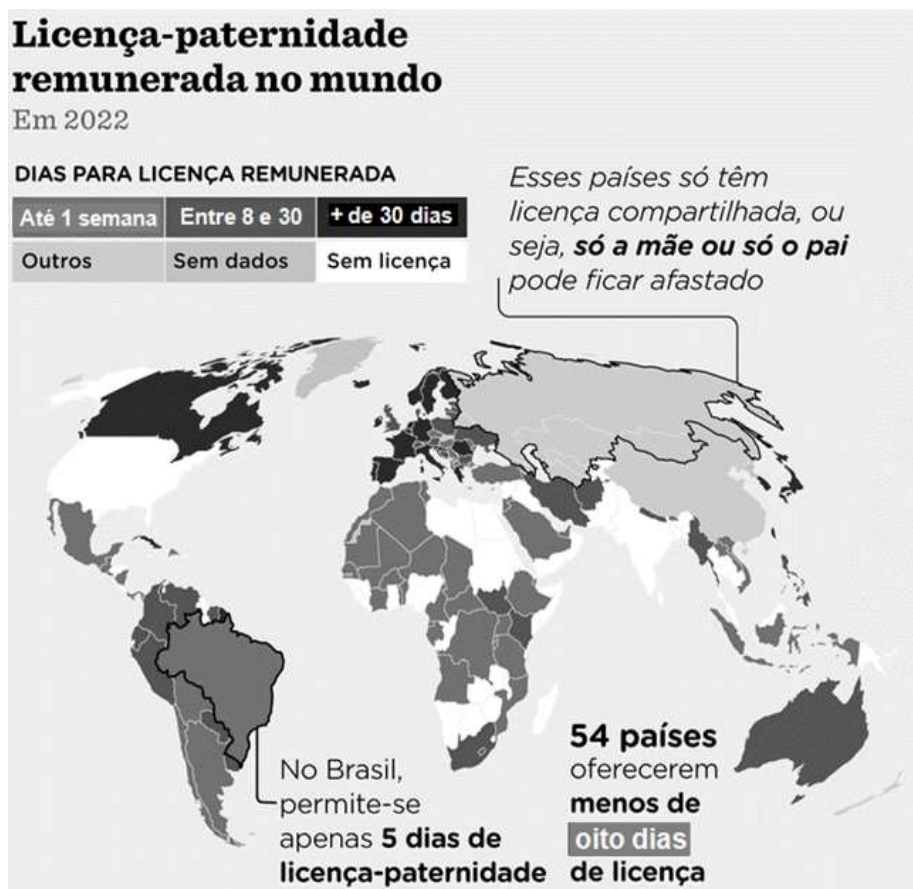 Licença-paternidade
remunerada no mundo
Em 2022
DIAS PARA LICENÇA REMUNERADA
Até 1 semana Entre 8 e 30 + de 30 dias
Outros Sem dados Sem licença
Esses países só têm
licença compartilhada, ou
seja, só a mãe ou só o pai
pode ficar afastado
No Brasil,
permite-se
apenas 5 dias de
licença-paternidade
54 países
oferecerem
menos de
oito dias
de licença